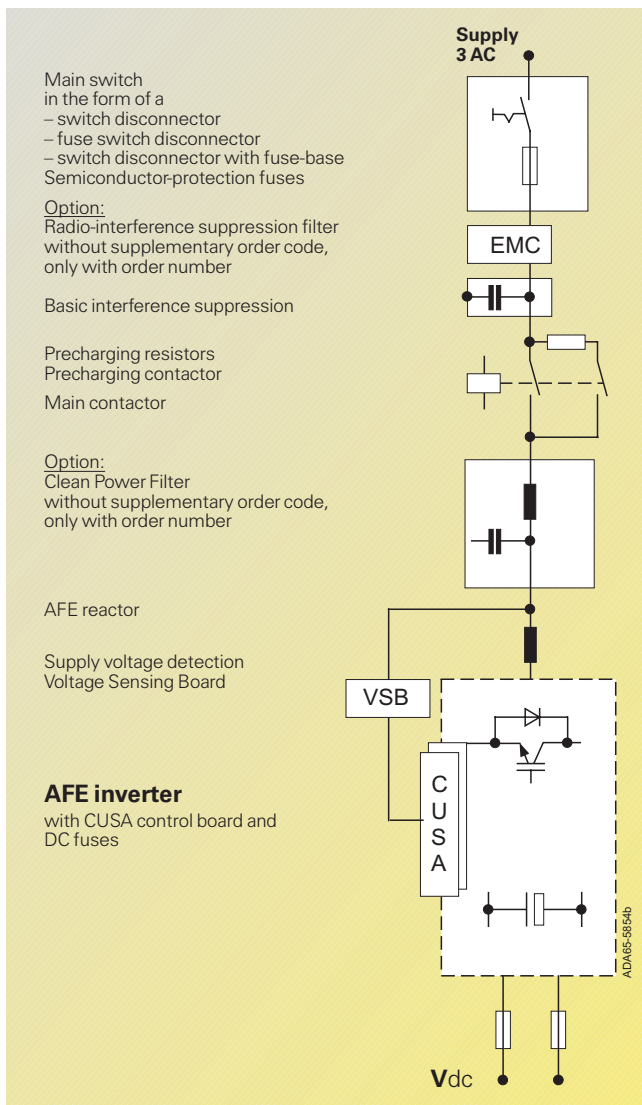 Supply
3 AC
Main switch
in the form of a
– switch disconnector
– fuse switch disconnector
– switch disconnector with fuse-base
Semiconductor-protection fuses
Option:
Radio-interference suppression filter
without supplementary order code,
only with order number
EMC
Basic interference suppression
Precharging resistors
Precharging contactor
Main contactor
Option:
Clean Power Filter
without supplementary order code,
only with order number
AFE reactor
Supply voltage detection
Voltage Sensing Board
VSB
AFE inverter
with CUSA control board and
DC fuses
C
U
S
A
ADA65-5854b
Vdc